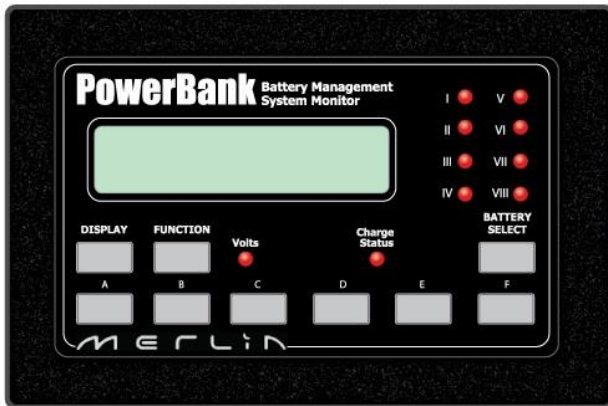 PowerBank Battery Management
System Monitor
I V
II VI
III VII
IV VIII
BATTERY
SELECT
DISPLAY FUNCTION
Volts
Charge
Status
A B C D E F
MERLIN